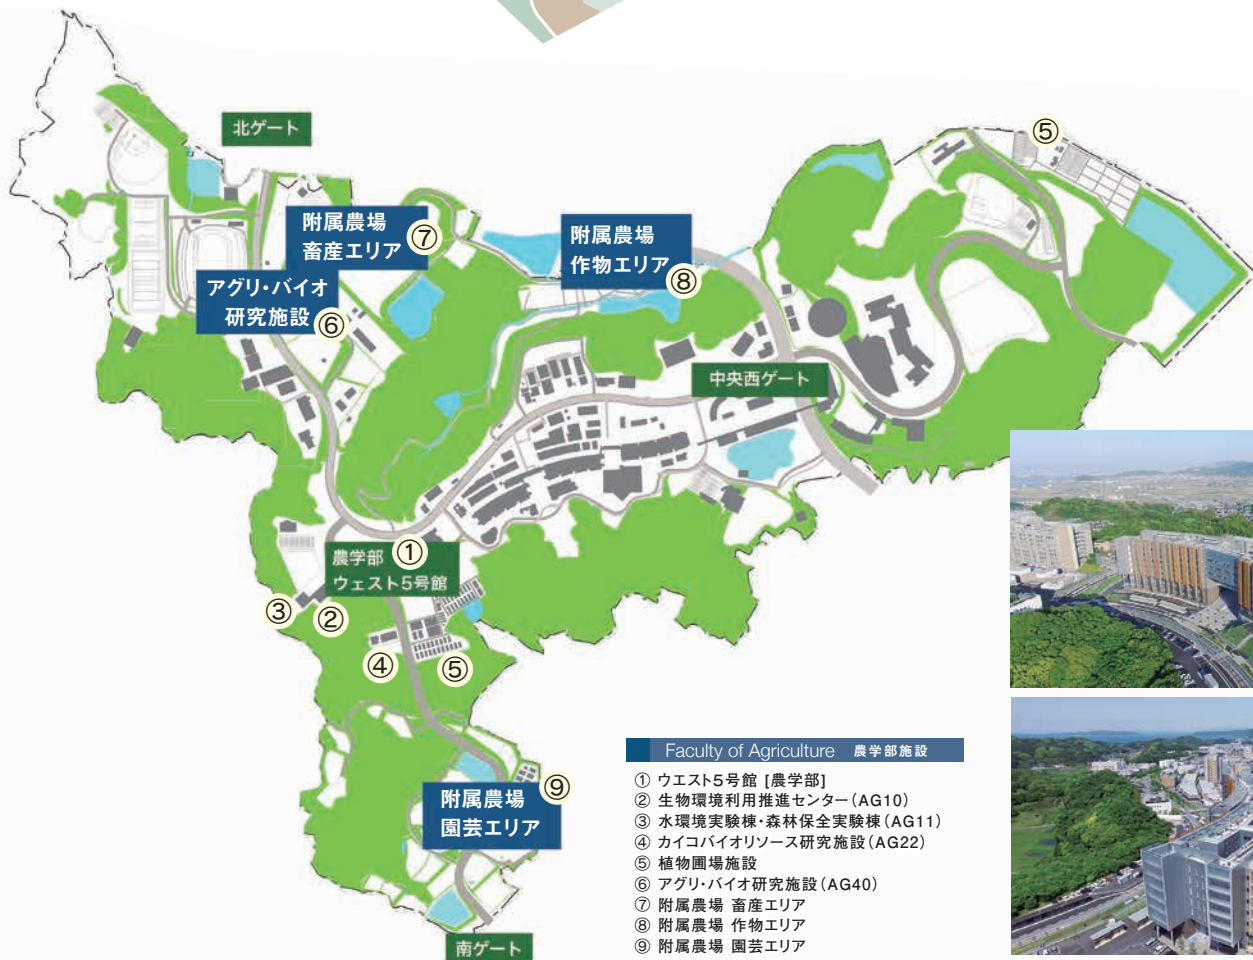 北ゲート
⑤
附属農場
畜産エリア
⑦
附属農場
作物エリア
⑧
アグリ・バイオ
研究施設
⑥
中央西ゲート
農学部
①
ウェスト5号館
③
②
④
⑤
附属農場
園芸エリア
⑨
南ゲート
Faculty of Agriculture 農学部施設
① ウエスト5号館 [農学部]
② 生物環境利用推進センター(AG10)
③ 水環境実験棟・森林保全実験棟(AG11)
④ カイコバイオリソース研究施設(AG22)
⑤ 植物圃場施設
⑥ アグリ・バイオ研究施設(AG40)
⑦ 附属農場 畜産エリア
⑧ 附属農場 作物エリア
⑨ 附属農場 園芸エリア